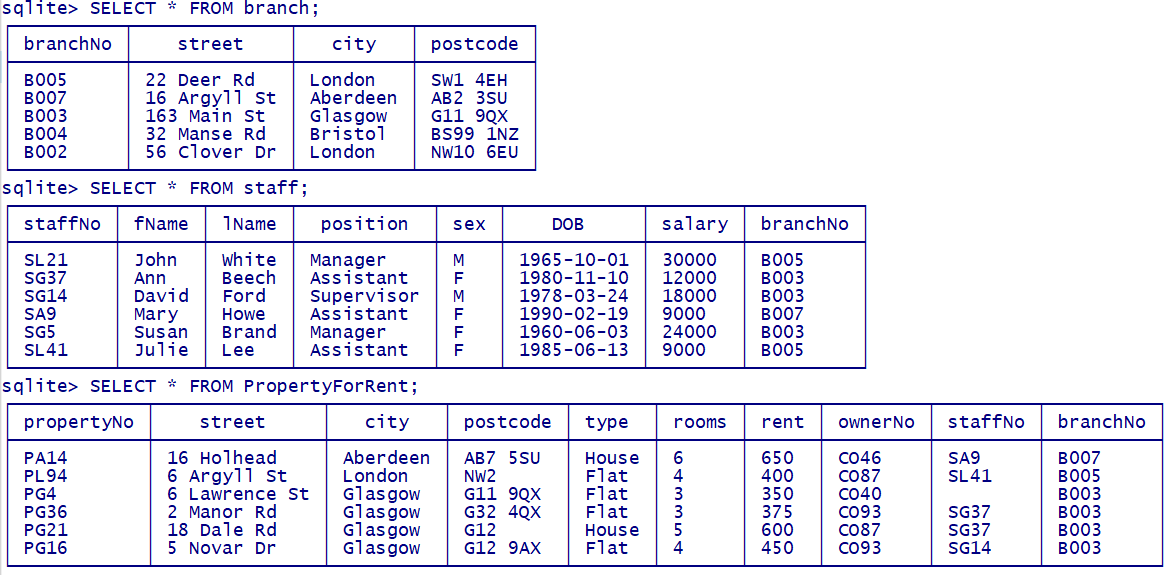 sqlite> SELECT * FROM branch;
branchNo street city postcode
B005 22 Deer Rd London SW1 4EH
B007 16 Argyll St Aberdeen AB2 3SU
B003 163 Main St Glasgow G11 9QX
B004 32 Manse Rd Bristol BS99 1NZ
B002 56 Clover Dr London NW10 6EU
sqlite> SELECT * FROM staff;
staffNo fName lName position sex DOB salary branchNo
SL21 John White Manager M 1965-10-01 30000 B005
SG37 Ann Beech Assistant F 1980-11-10 12000 B003
SG14 David Ford Supervisor M 1978-03-24 18000 B003
SA9 Mary Howe Assistant F 1990-02-19 9000 B007
SG5 Susan Brand Manager F 1960-06-03 24000 B003
SL41 Julie Lee Assistant F 1985-06-13 9000 B005
sqlite> SELECT * FROM PropertyForRent;
propertyNo street city postcode type rooms rent ownerNo staffNo branchNo
PA14 16 Holhead Aberdeen AB7 5SU House 6 650 CO46 SA9 B007
PL94 6 Argyll St London NW2 Flat 4 400 CO87 SL41 B005
PG4 6 Lawrence St Glasgow G11 9QX Flat 3 350 CO40 B003
PG36 2 Manor Rd Glasgow G32 4QX Flat 3 375 CO93 SG37 B003
PG21 18 Dale Rd Glasgow G12 House 5 600 CO87 SG37 B003
PG16 5 Novar Dr Glasgow G12 9AX Flat 4 450 CO93 SG14 B003